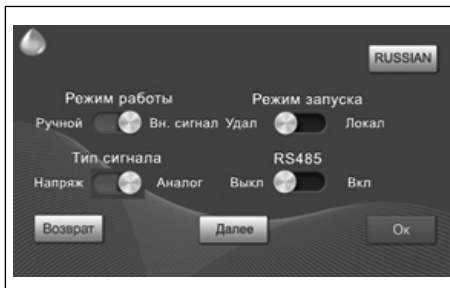 RUSSIAN
Режим работы Режим запуска
Ручной Вн. сигнал Удал Локал
Тип сигнала RS485
Напряж Аналог Выкл Вкл
Возврат Далее Ок